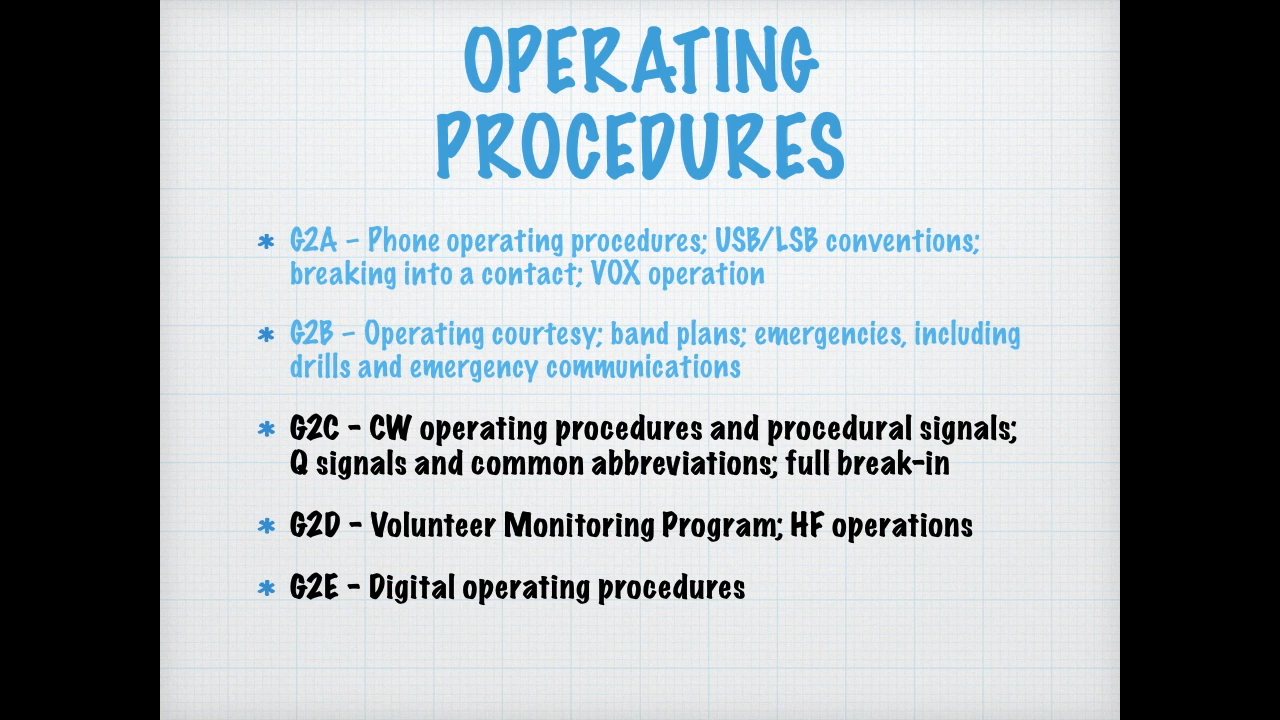 OPERATING
PROCEDURES
* G2A – Phone operating procedures; USB/LSB conventions;
breaking into a contact; VOX operation
* G2B – Operating courtesy; band plans; emergencies, including
drills and emergency communications
* G2C – CW operating procedures and procedural signals;
Q signals and common abbreviations; full break-in
* G2D – Volunteer Monitoring Program; HF operations
* G2E – Digital operating procedures